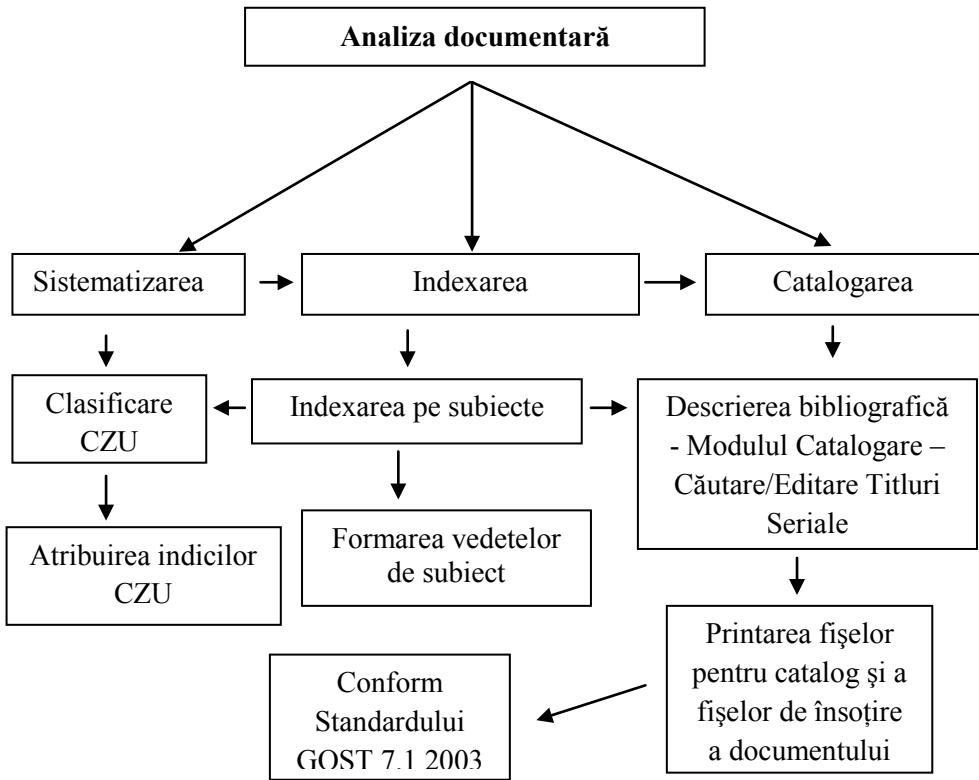 Analiza documentară
Sistematizarea
Indexarea
Catalogarea
Clasificare
CZU
Indexarea pe subiecte
Descrierea bibliografică
- Modulul Catalogare –
Căutare/Editare Titluri
Seriale
Atribuirea indicilor
CZU
Formarea vedetelor
de subiect
Printarea fişelor
pentru catalog şi a
fişelor de însoțire
a documentului
Conform
Standardului
GOST 7.1 2003